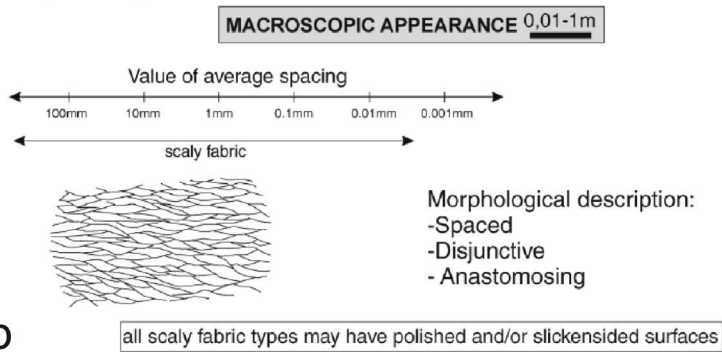 MACROSCOPIC APPEARANCE 0,01-1m
Value of average spacing
100mm 10mm 1mm 0.1mm 0.01mm 0.001mm
scaly fabric
Morphological description:
-Spaced
-Disjunctive
- Anastomosing
all scaly fabric types may have polished and/or slickensided surfaces